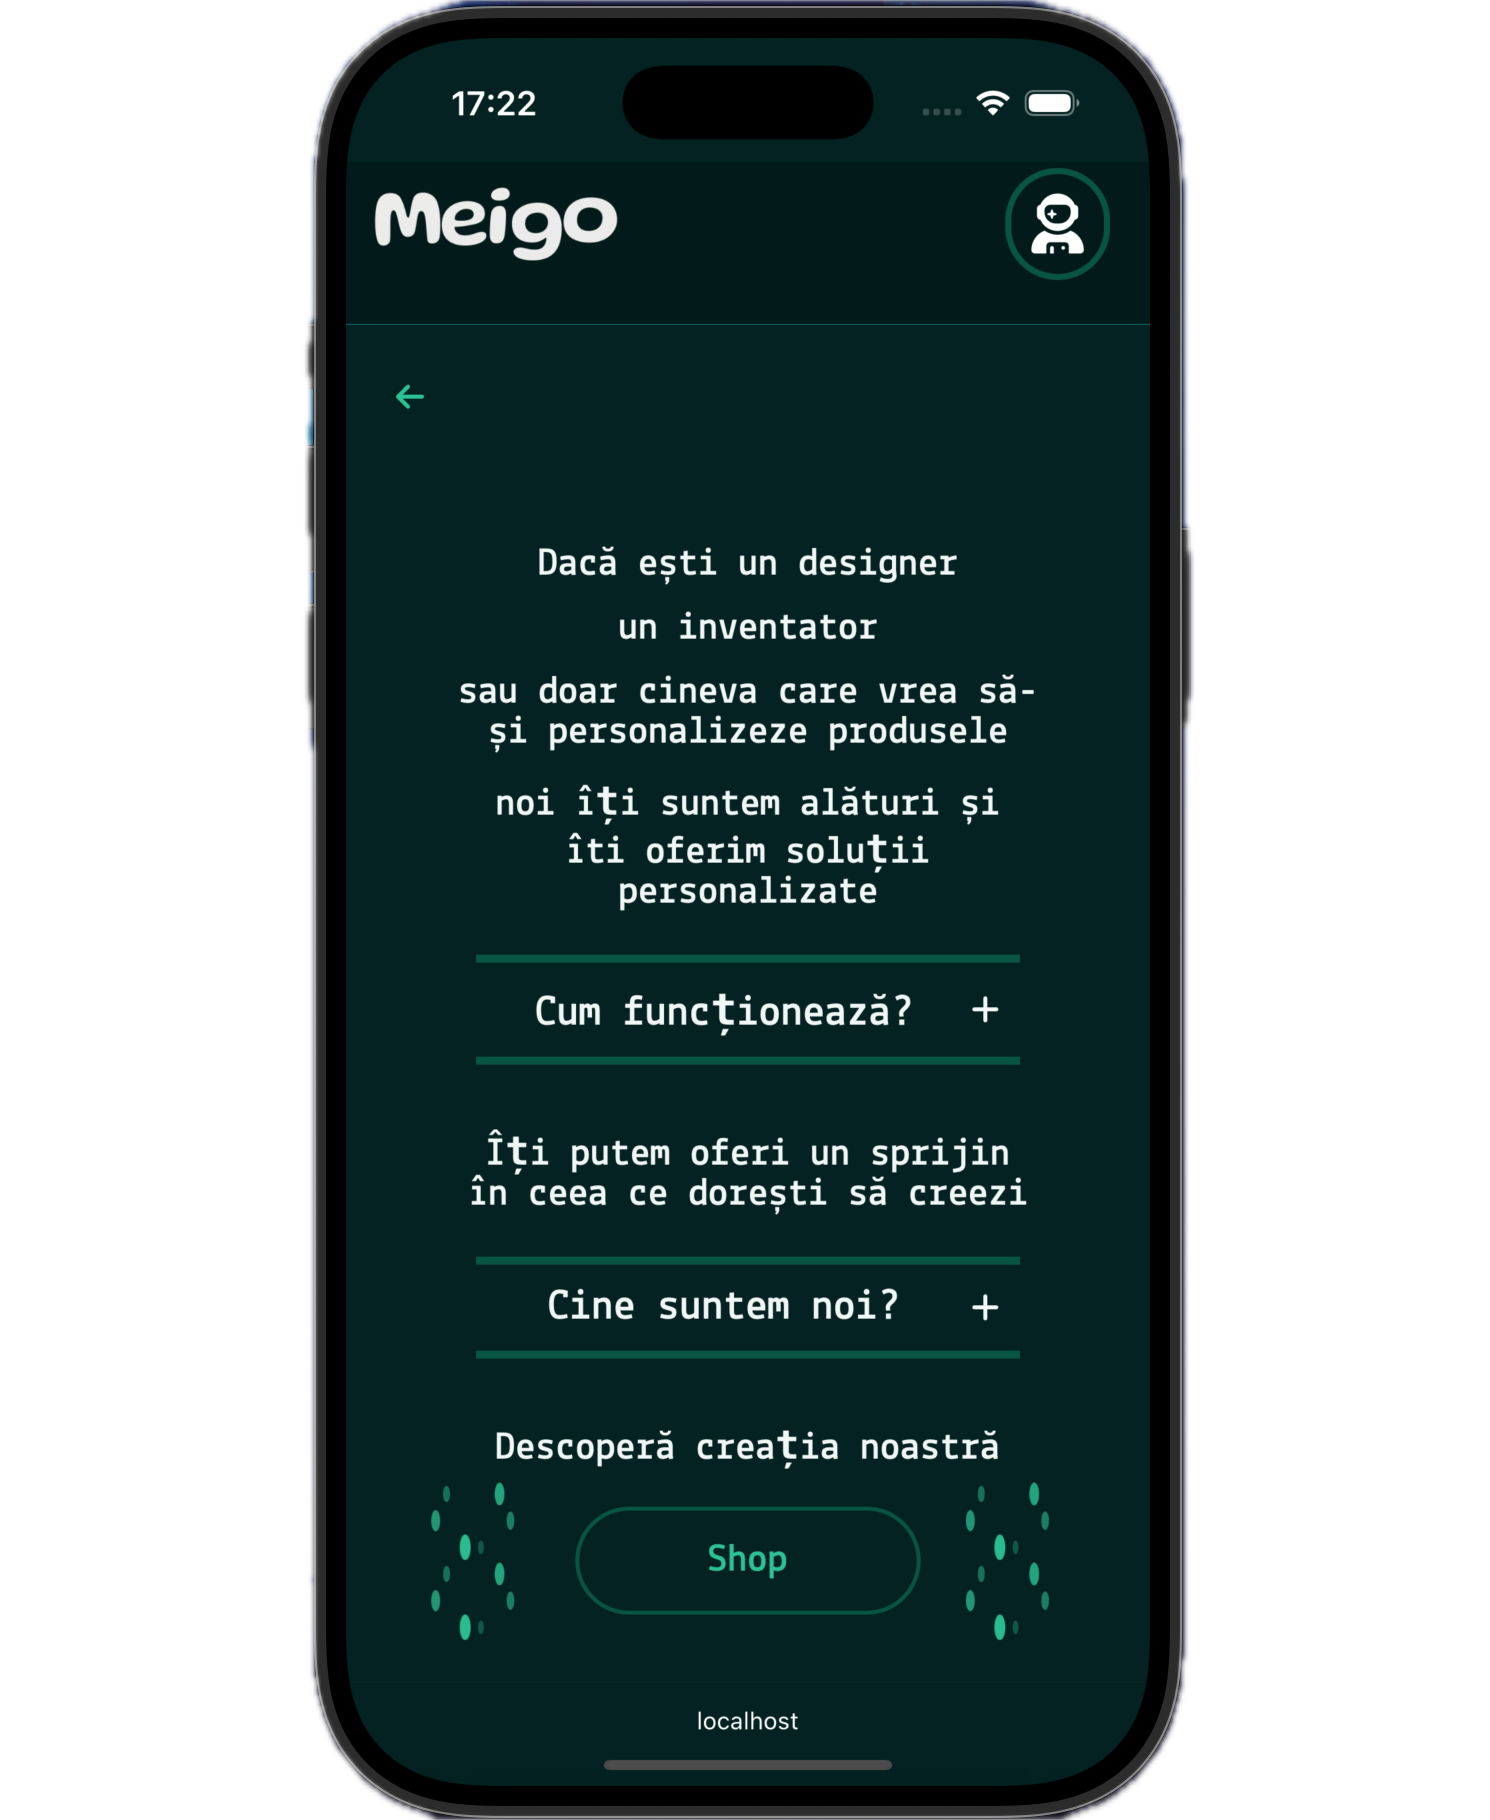 17:22
Meigo
Dacă ești un designer
un inventator
sau doar cineva care vrea să-
și personalizeze produsele
noi îți suntem alături și
îti oferim soluții
personalizate
Cum funcționează? +
Îți putem oferi un sprijin
în ceea ce dorești să creezi
Cine suntem noi? +
Descoperă creația noastră
Shop
localhost